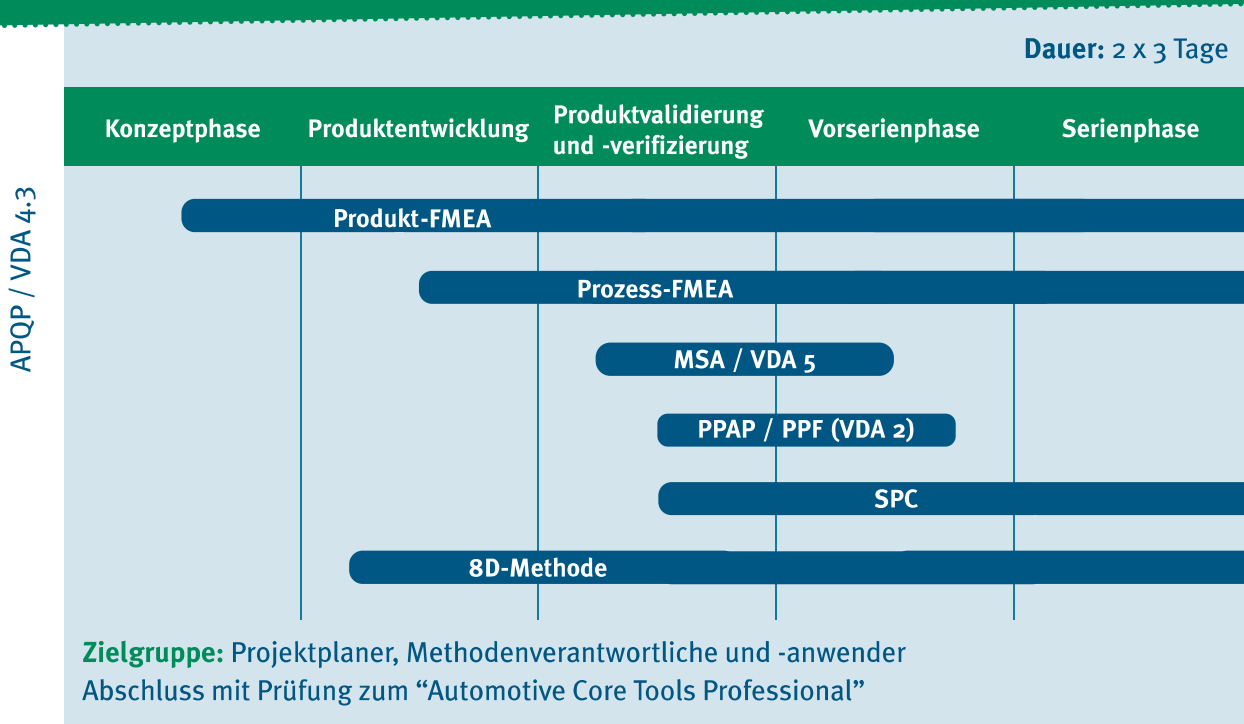 Dauer: 2 x 3 Tage
Konzeptphase
Produktentwicklung
Produktvalidierung
und -verifizierung
Vorserienphase
Serienphase
APQP / VDA 4.3
Produkt-FMEA
Prozess-FMEA
MSA / VDA 5
PPAP / PPF (VDA 2)
SPC
8D-Methode
Zielgruppe: Projektplaner, Methodenverantwortliche und -anwender
Abschluss mit Prüfung zum “Automotive Core Tools Professional”